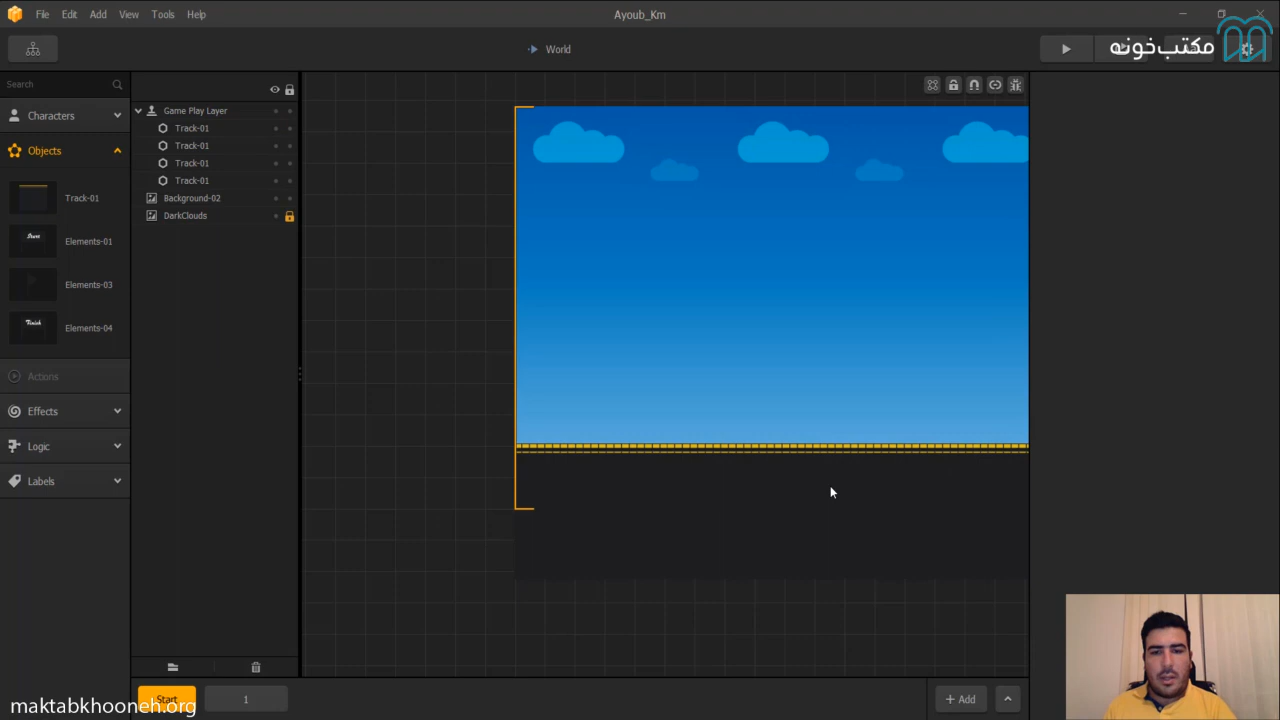 File Edit Add View Tools Help
Ayoub_Km
World
مکتب‌خونه
Search
Characters
Objects
Track-01
Elements-01
Elements-03
Elements-04
Actions
Effects
Logic
Labels
Game Play Layer
Track-01
Track-01
Track-01
Track-01
Background-02
DarkClouds
Start
Finish
Start
1
+ Add
maktabkhooneh.org